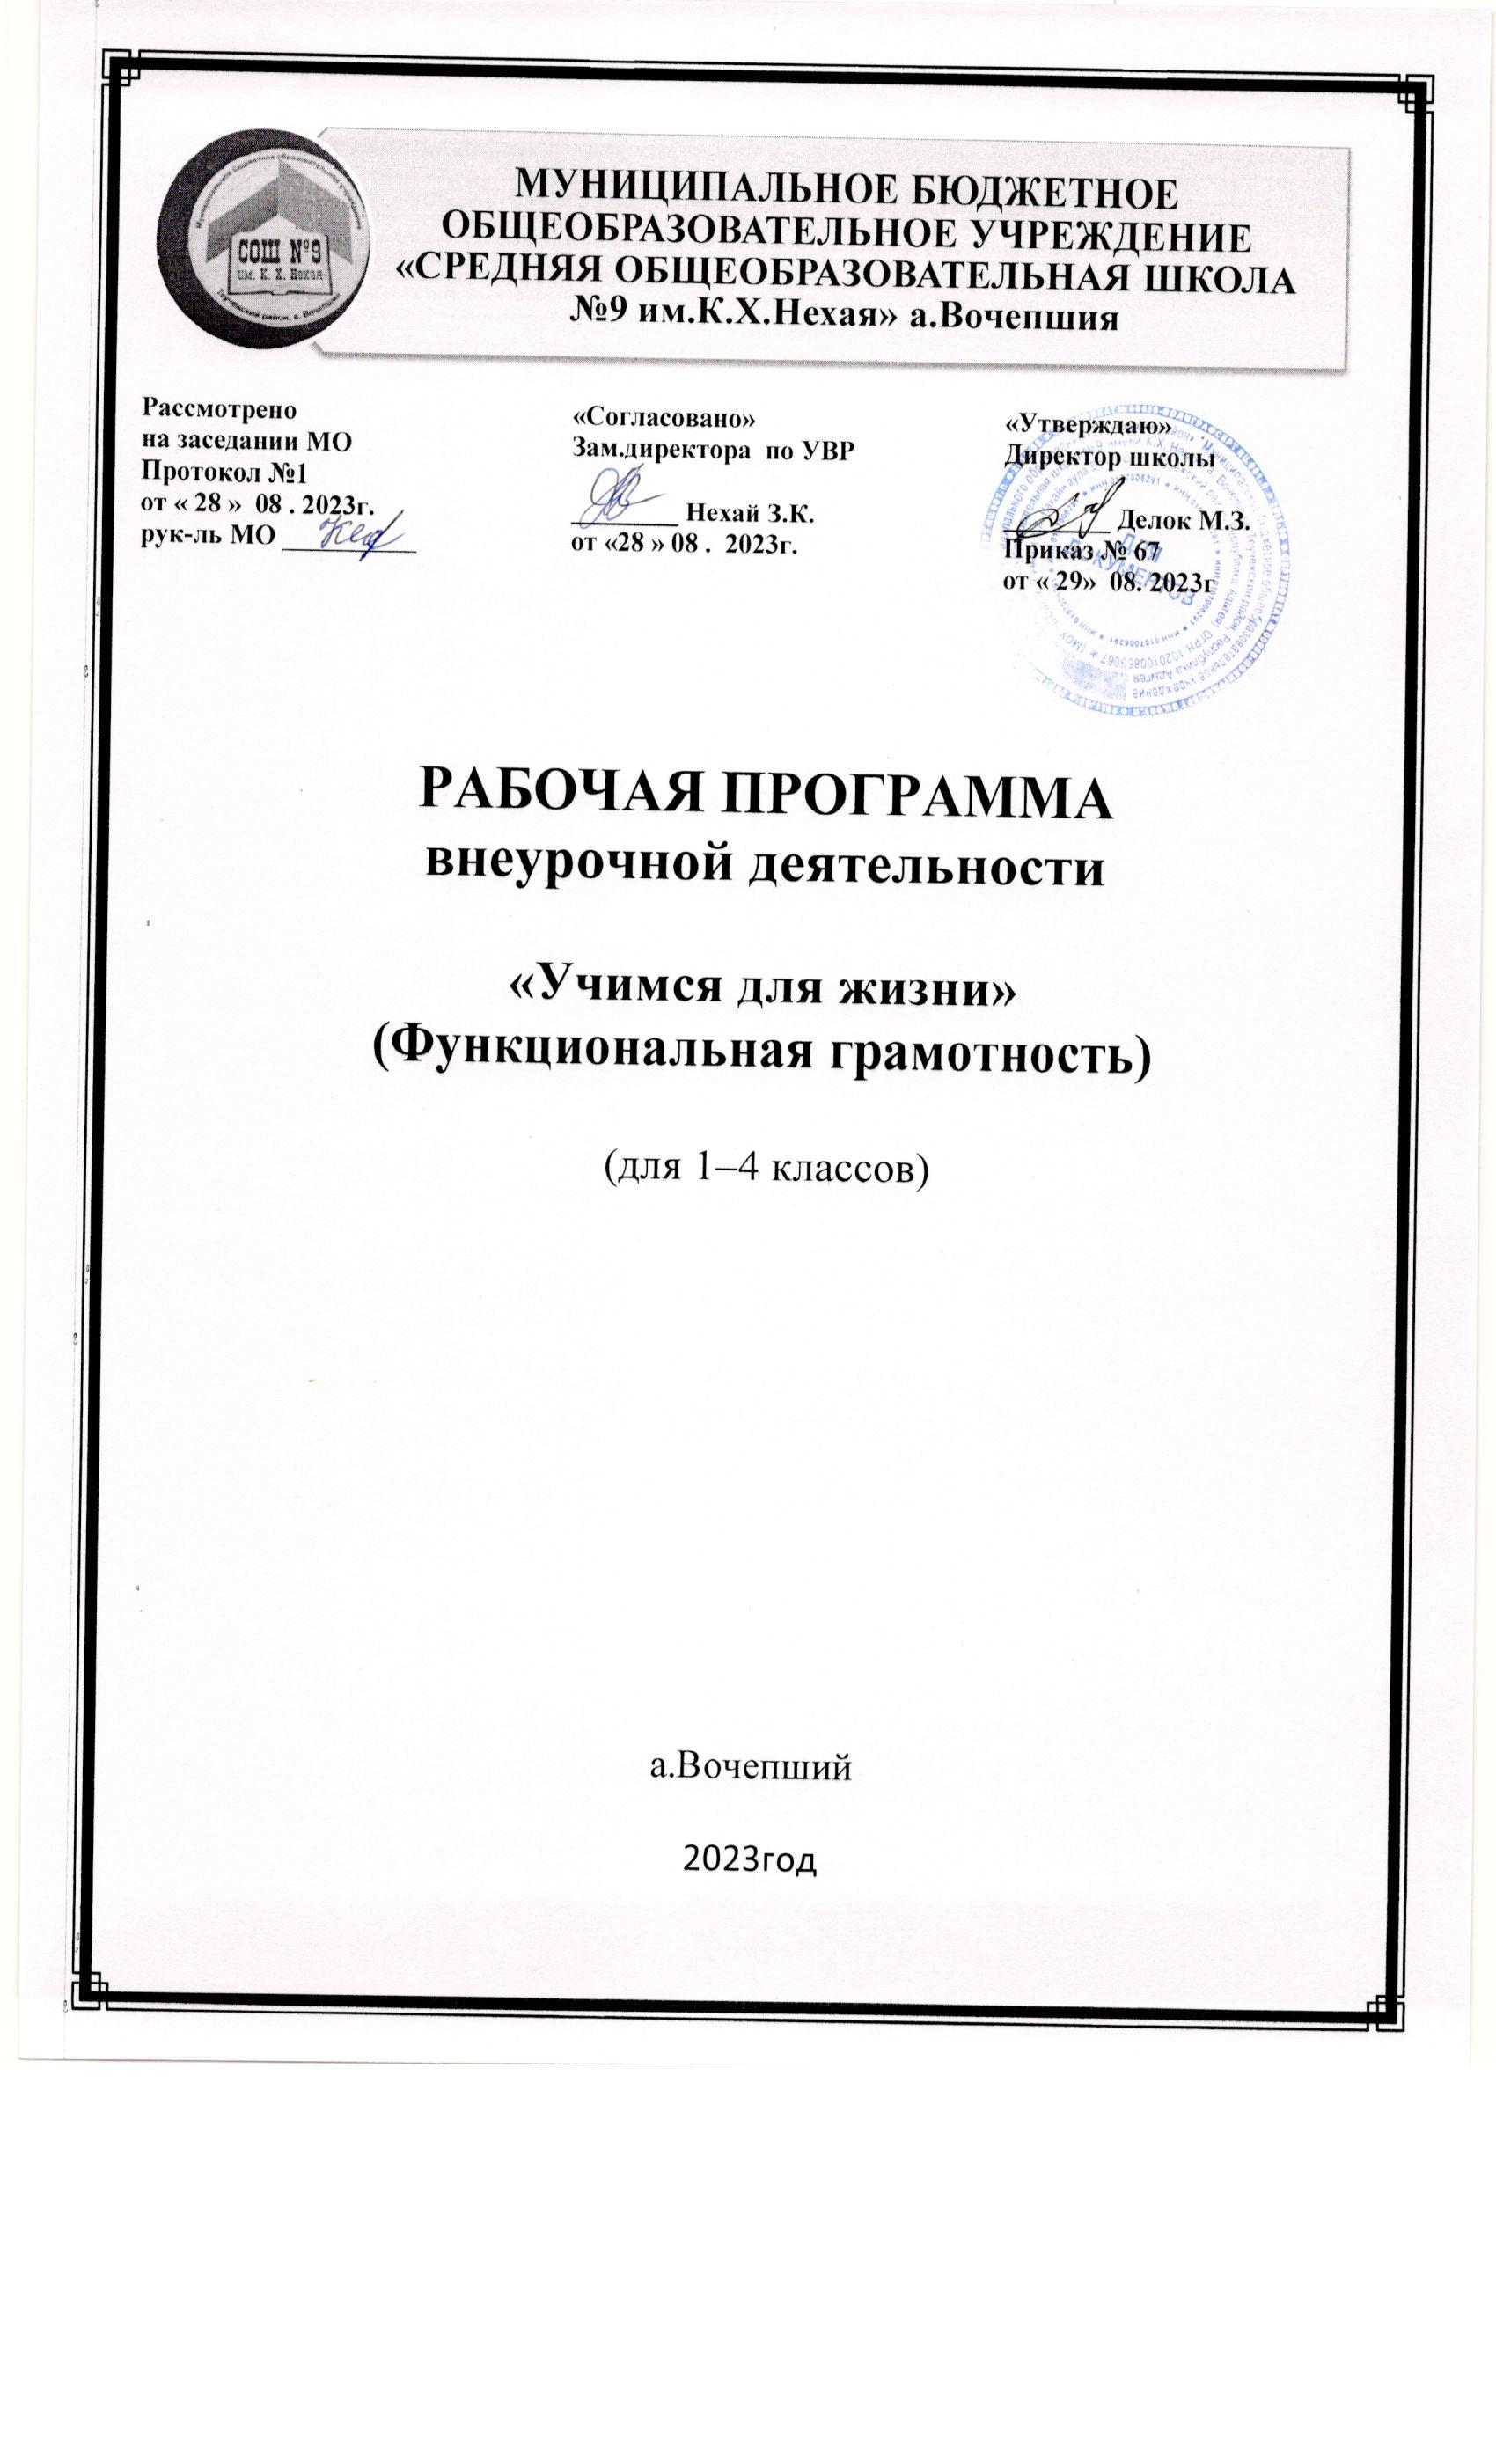 МУНИЦИПАЛЬНОЕ БЮДЖЕТНОЕ
ОБЩЕОБРАЗОВАТЕЛЬНОЕ УЧРЕЖДЕНИЕ
«СРЕДНЯЯ ОБЩЕОБРАЗОВАТЕЛЬНАЯ ШКОЛА
№9 им.К.Х.Нехая» а.Вочепшия
СОШ №9
им. К. Х. Нехая
Рассмотрено
на заседании МО
Протокол №1
от « 28 » 08 . 2023г.
рук-ль МО
«Согласовано»
Зам.директора по УВР
Нехай З.К.
от «28 » 08 . 2023г.
«Утверждаю»
Директор школы
Делок М.З.
Приказ № 67
от « 29» 08. 2023г
ДЛЯ
ДОКУМЕНТОВ
РАБОЧАЯ ПРОГРАММА
внеурочной деятельности
«Учимся для жизни»
(Функциональная грамотность)
(для 1–4 классов)
а.Вочепший
2023год